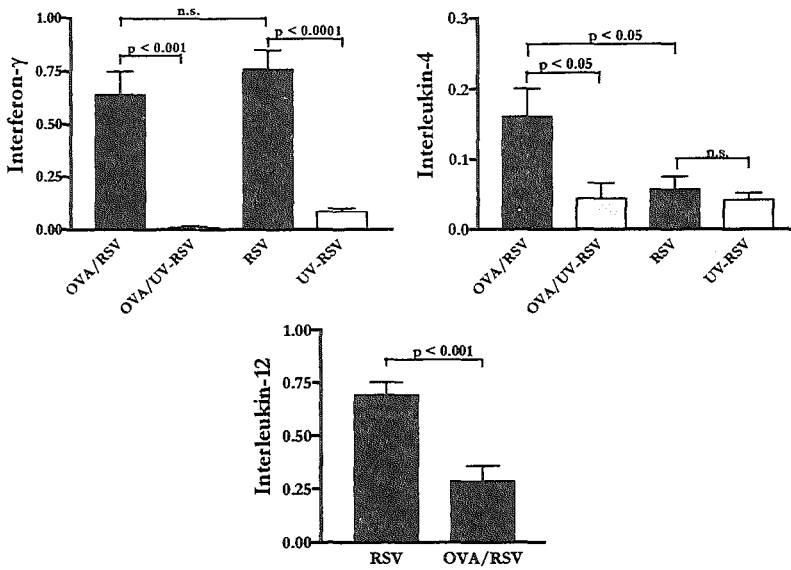 n.s.
p < 0.001
p < 0.0001
1.00
0.75
0.50
0.25
0.00
Interferon-γ
OVA/RSV
OVA/UV-RSV
RSV
UV-RSV
p < 0.05
p < 0.05
n.s.
0.3
0.2
0.1
0.0
Interleukin-4
OVA/RSV
OVA/UV-RSV
RSV
UV-RSV
p < 0.001
1.00
0.75
0.50
0.25
0.00
Interleukin-12
RSV OVA/RSV